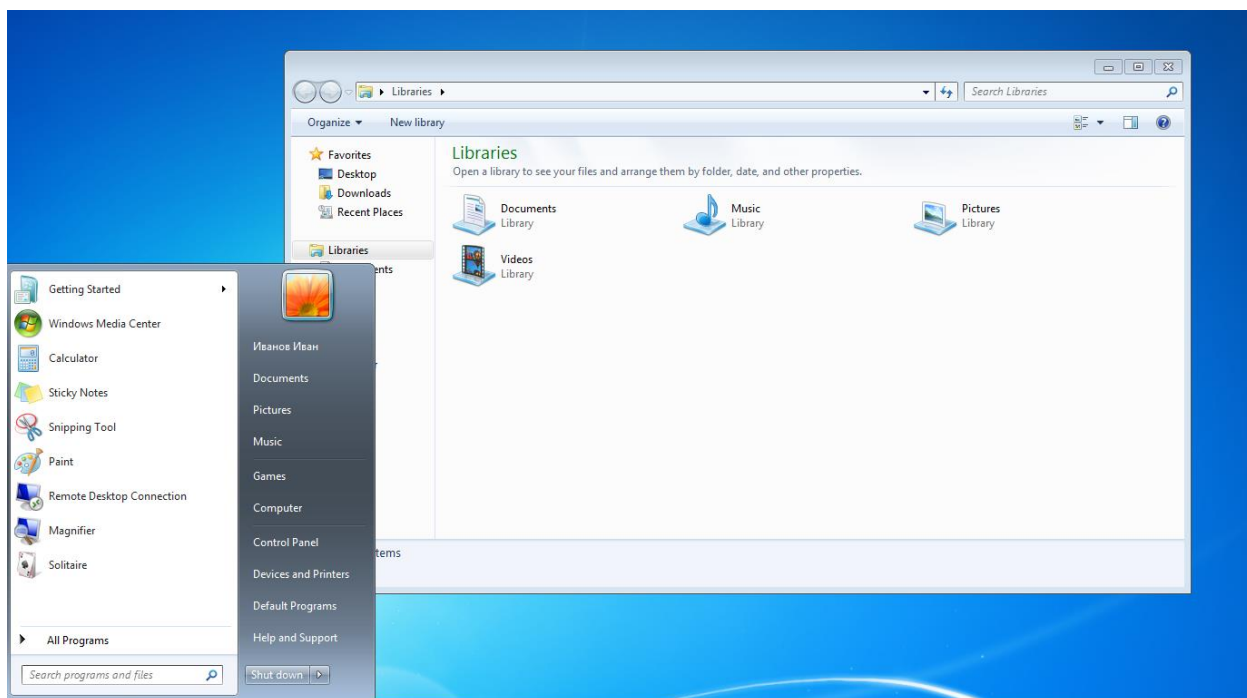 Libraries
Search Libraries
Organize
New library
Favorites
Desktop
Downloads
Recent Places
Libraries
Libraries
Open a library to see your files and arrange them by folder, date, and other properties.
Documents
Library
Music
Library
Pictures
Library
Videos
Library
Getting Started
Windows Media Center
Calculator
Sticky Notes
Snipping Tool
Paint
Remote Desktop Connection
Magnifier
Solitaire
All Programs
Search programs and files
Иванов Иван
Documents
Pictures
Music
Games
Computer
Control Panel
Devices and Printers
Default Programs
Help and Support
Shut down